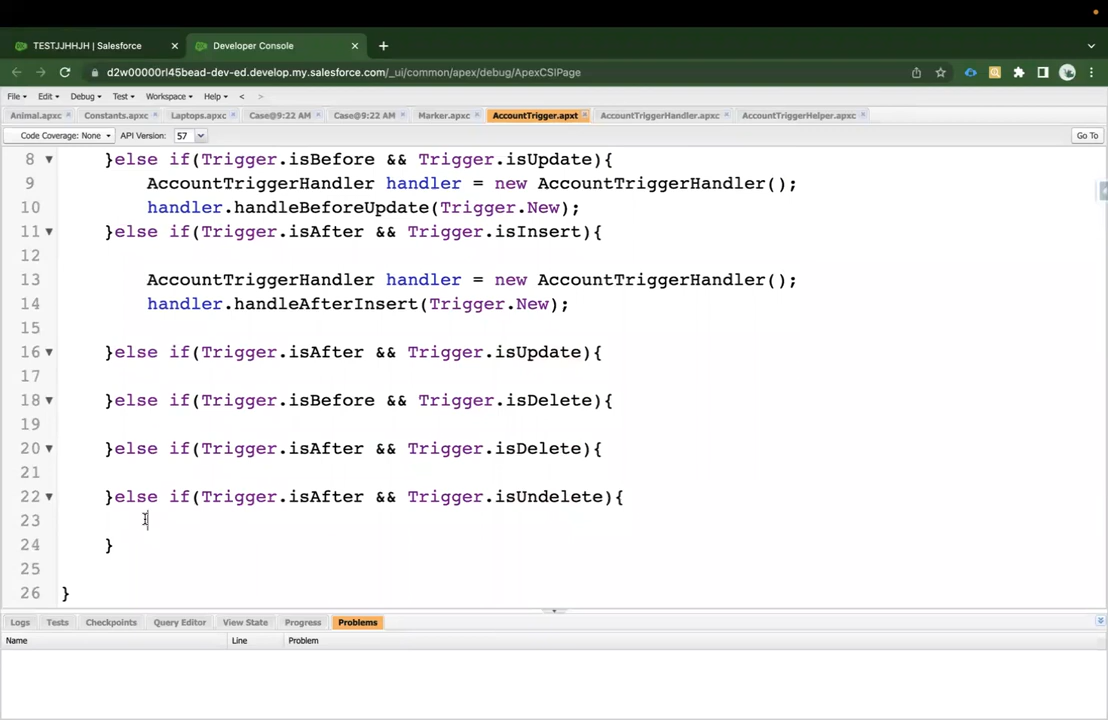 TESTJJHHJH | Salesforce
Developer Console
d2w00000rl45bead-dev-ed.develop.my.salesforce.com/_ui/common/apex/debug/ApexCSIPage
File Edit Debug Test Workspace Help < >
Animal.apxc Constants.apxc Laptops.apxc Case@9:22 AM Case@9:22 AM Marker.apxc AccountTrigger.apxt AccountTriggerHandler.apxc AccountTriggerHelper.apxc
Code Coverage: None API Version: 57 Go To
8 }else if(Trigger.isBefore && Trigger.isUpdate){
9 AccountTriggerHandler handler = new AccountTriggerHandler();
10 handler.handleBeforeUpdate(Trigger.New);
11 }else if(Trigger.isAfter && Trigger.isInsert){
12
13 AccountTriggerHandler handler = new AccountTriggerHandler();
14 handler.handleAfterInsert(Trigger.New);
15
16 }else if(Trigger.isAfter && Trigger.isUpdate){
17
18 }else if(Trigger.isBefore && Trigger.isDelete){
19
20 }else if(Trigger.isAfter && Trigger.isDelete){
21
22 }else if(Trigger.isAfter && Trigger.isUndelete){
23
24 }
25
26 }
Logs Tests Checkpoints Query Editor View State Progress Problems
Name Line Problem